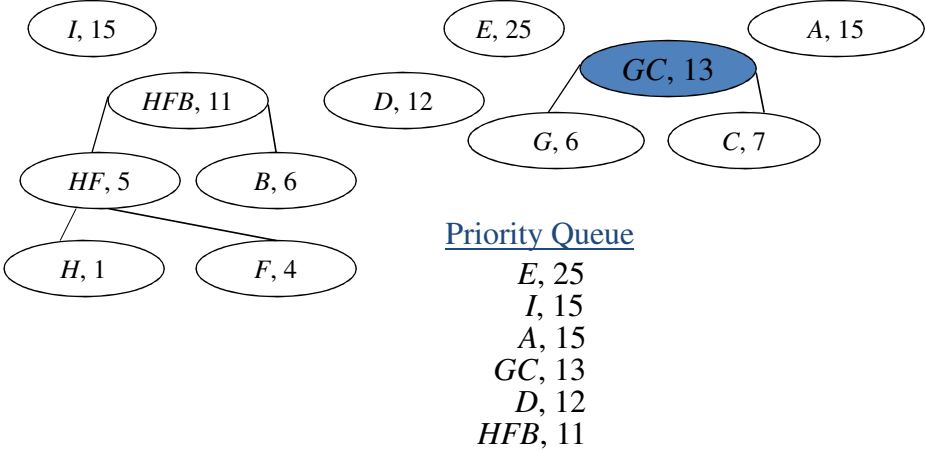 I, 15
E, 25
A, 15
GC, 13
HFB, 11
D, 12
G, 6
C, 7
HF, 5
B, 6
H, 1
F, 4
Priority Queue
E, 25
I, 15
A, 15
GC, 13
D, 12
HFB, 11